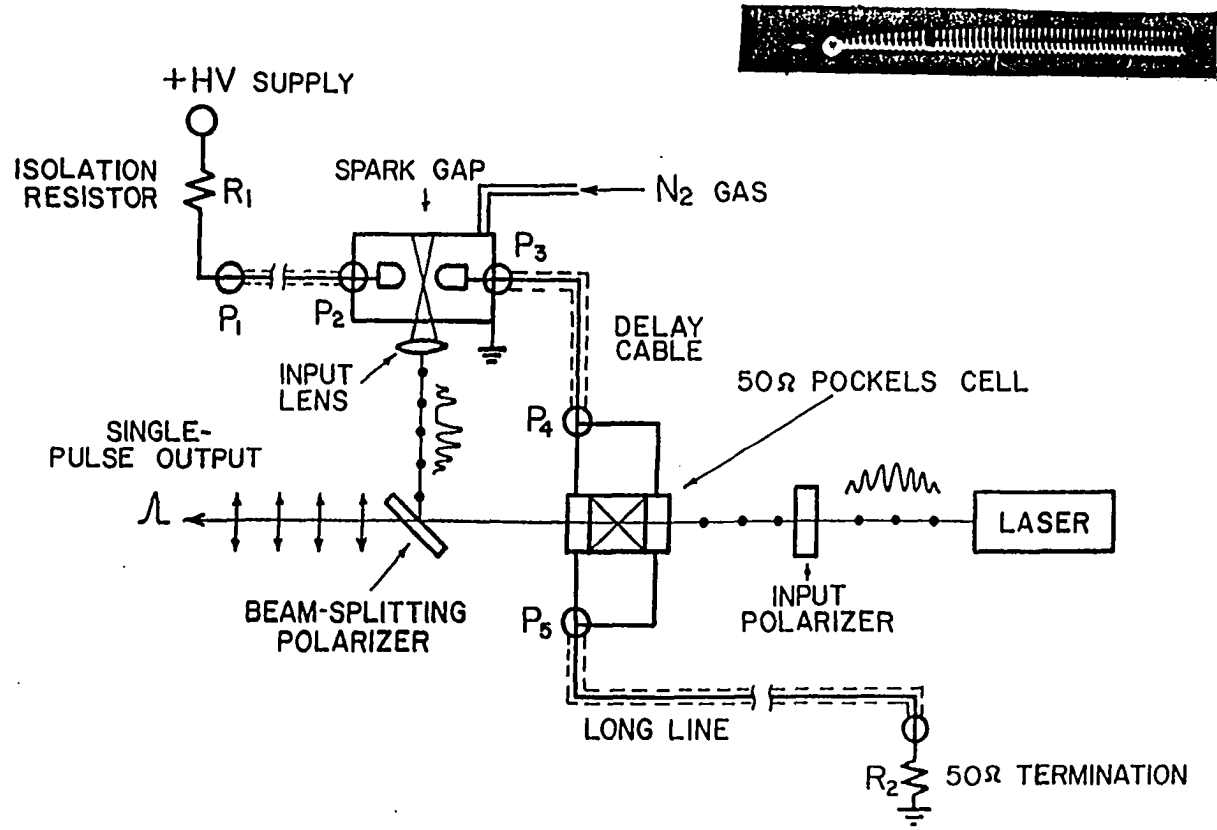 +HV SUPPLY
ISOLATION
RESISTOR
R1
SPARK GAP
N2 GAS
P1
P2
P3
INPUT
LENS
DELAY
CABLE
50Ω POCKELS CELL
P4
SINGLE-
PULSE OUTPUT
LASER
BEAM-SPLITTING
POLARIZER
INPUT
POLARIZER
P5
LONG LINE
R2
50Ω TERMINATION